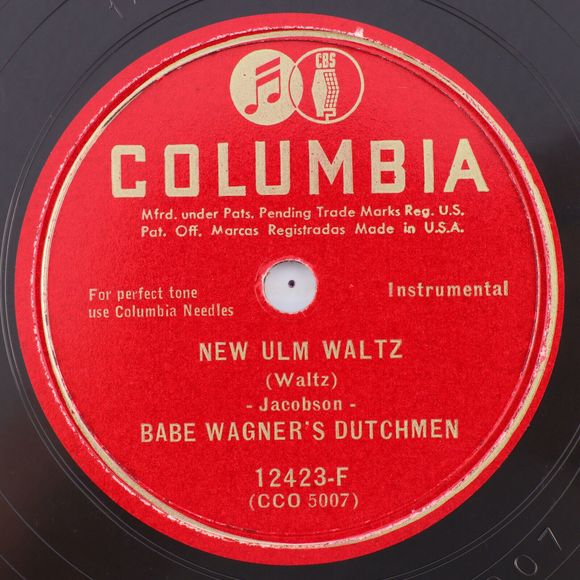 CBS
COLUMBIA
Mfrd. under Pats. Pending Trade Marks Reg. U.S.
Pat. Off. Marcas Registradas Made in U.S.A.
For perfect tone
use Columbia Needles
Instrumental
NEW ULM WALTZ
(Waltz)
- Jacobson -
BABE WAGNER'S DUTCHMEN
12423-F
(CCO 5007)
07